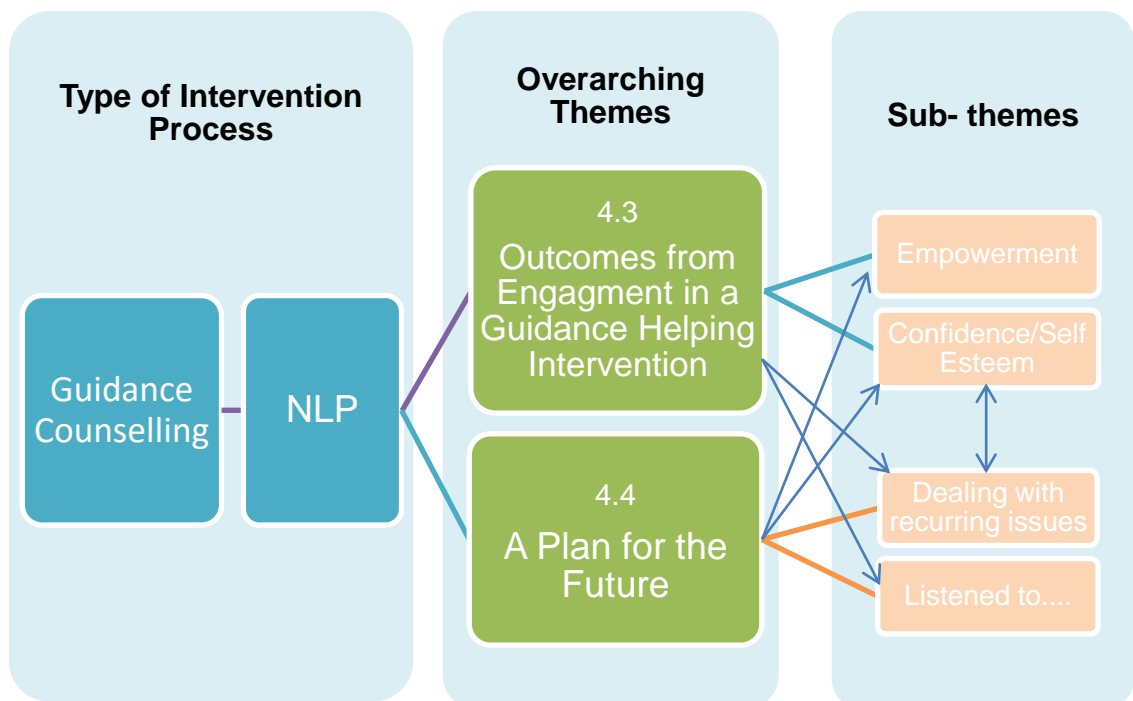 Type of Intervention
Process
Overarching
Themes
Sub- themes
Guidance
Counselling
NLP
4.3
Outcomes from
Engagment in a
Guidance Helping
Intervention
4.4
A Plan for the
Future
Empowerment
Confidence/Self
Esteem
Dealing with
recurring issues
Listened to....